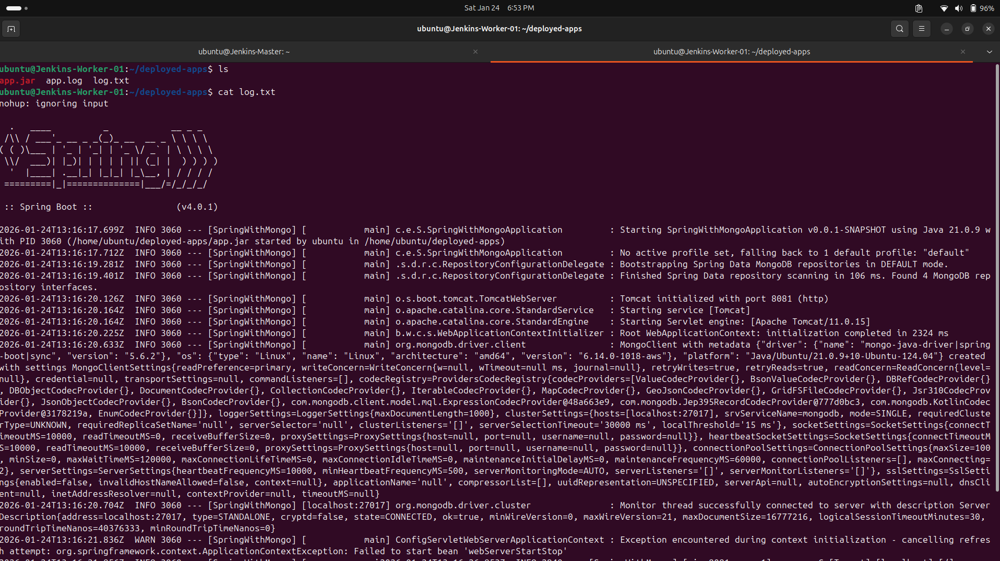 Sat Jan 24   6:53 PM
96%
ubuntu@Jenkins-Worker-01: ~/deployed-apps
ubuntu@Jenkins-Master: ~
ubuntu@Jenkins-Worker-01: ~/deployed-apps
ubuntu@Jenkins-Worker-01:~/deployed-apps$ ls
app.jar  app.log  log.txt
ubuntu@Jenkins-Worker-01:~/deployed-apps$ cat log.txt
nohup: ignoring input
:: Spring Boot ::                (v4.0.1)
2026-01-24T13:16:17.699Z  INFO 3060 --- [SpringWithMongo] [           main] c.e.S.SpringWithMongoApplication         : Starting SpringWithMongoApplication v0.0.1-SNAPSHOT using Java 21.0.9 w
ith PID 3060 (/home/ubuntu/deployed-apps/app.jar started by ubuntu in /home/ubuntu/deployed-apps)
2026-01-24T13:16:17.712Z  INFO 3060 --- [SpringWithMongo] [           main] c.e.S.SpringWithMongoApplication         : No active profile set, falling back to 1 default profile: "default"
2026-01-24T13:16:19.281Z  INFO 3060 --- [SpringWithMongo] [           main] .s.d.r.c.RepositoryConfigurationDelegate : Bootstrapping Spring Data MongoDB repositories in DEFAULT mode.
2026-01-24T13:16:19.401Z  INFO 3060 --- [SpringWithMongo] [           main] .s.d.r.c.RepositoryConfigurationDelegate : Finished Spring Data repository scanning in 106 ms. Found 4 MongoDB rep
ository interfaces.
2026-01-24T13:16:20.126Z  INFO 3060 --- [SpringWithMongo] [           main] o.s.boot.tomcat.TomcatWebServer          : Tomcat initialized with port 8081 (http)
2026-01-24T13:16:20.164Z  INFO 3060 --- [SpringWithMongo] [           main] o.apache.catalina.core.StandardService   : Starting service [Tomcat]
2026-01-24T13:16:20.164Z  INFO 3060 --- [SpringWithMongo] [           main] o.apache.catalina.core.StandardEngine    : Starting Servlet engine: [Apache Tomcat/11.0.15]
2026-01-24T13:16:20.225Z  INFO 3060 --- [SpringWithMongo] [           main] b.w.c.s.WebApplicationContextInitializer : Root WebApplicationContext: initialization completed in 2324 ms
2026-01-24T13:16:20.633Z  INFO 3060 --- [SpringWithMongo] [           main] org.mongodb.driver.client                : MongoClient with metadata {"driver": {"name": "mongo-java-driver|spring
-boot|sync", "version": "5.6.2"}, "os": {"type": "Linux", "name": "Linux", "architecture": "amd64", "version": "6.14.0-1018-aws"}, "platform": "Java/Ubuntu/21.0.9+10-Ubuntu-124.04"} created
with settings MongoClientSettings{readPreference=primary, writeConcern=WriteConcern{w=null, wTimeout=null ms, journal=null}, retryWrites=true, retryReads=true, readConcern=ReadConcern{level=
null}, credential=null, transportSettings=null, commandListeners=[], codecRegistry=ProvidersCodecRegistry{codecProviders=[ValueCodecProvider{}, BsonValueCodecProvider{}, DBRefCodecProvider{}
, DBObjectCodecProvider{}, DocumentCodecProvider{}, CollectionCodecProvider{}, IterableCodecProvider{}, MapCodecProvider{}, GeoJsonCodecProvider{}, GridFSFileCodecProvider{}, Jsr310CodecProv
ider{}, JsonObjectCodecProvider{}, BsonCodecProvider{}, com.mongodb.client.model.mql.ExpressionCodecProvider@48a663e9, com.mongodb.Jep395RecordCodecProvider@777d0bc3, com.mongodb.KotlinCodec
Provider@3178219a, EnumCodecProvider{}]}, loggerSettings=LoggerSettings{maxDocumentLength=1000}, clusterSettings={hosts=[localhost:27017], srvServiceName=mongodb, mode=SINGLE, requiredCluste
rType=UNKNOWN, requiredReplicaSetName='null', serverSelector='null', clusterListeners='[]', serverSelectionTimeout='30000 ms', localThreshold='15 ms'}, socketSettings=SocketSettings{connectT
imeoutMS=10000, readTimeoutMS=0, receiveBufferSize=0, proxySettings=ProxySettings{host=null, port=null, username=null, password=null}}, heartbeatSocketSettings=SocketSettings{connectTimeoutM
S=10000, readTimeoutMS=10000, receiveBufferSize=0, proxySettings=ProxySettings{host=null, port=null, username=null, password=null}}, connectionPoolSettings=ConnectionPoolSettings{maxSize=100
, minSize=0, maxWaitTimeMS=120000, maxConnectionLifeTimeMS=0, maxConnectionIdleTimeMS=0, maintenanceInitialDelayMS=0, maintenanceFrequencyMS=60000, connectionPoolListeners=[], maxConnecting=
2}, serverSettings=ServerSettings{heartbeatFrequencyMS=10000, minHeartbeatFrequencyMS=500, serverMonitoringMode=AUTO, serverListeners='[]', serverMonitorListeners='[]'}, sslSettings=SslSetti
ngs{enabled=false, invalidHostNameAllowed=false, context=null}, applicationName='null', compressorList=[], uuidRepresentation=UNSPECIFIED, serverApi=null, autoEncryptionSettings=null, dnsCli
ent=null, inetAddressResolver=null, contextProvider=null, timeoutMS=null}
2026-01-24T13:16:20.704Z  INFO 3060 --- [SpringWithMongo] [localhost:27017] org.mongodb.driver.cluster               : Monitor thread successfully connected to server with description Server
Description{address=localhost:27017, type=STANDALONE, cryptd=false, state=CONNECTED, ok=true, minWireVersion=0, maxWireVersion=21, maxDocumentSize=16777216, logicalSessionTimeoutMinutes=30,
roundTripTimeNanos=40376333, minRoundTripTimeNanos=0}
2026-01-24T13:16:21.836Z  WARN 3060 --- [SpringWithMongo] [           main] ConfigServletWebServerApplicationContext : Exception encountered during context initialization - cancelling refres
h attempt: org.springframework.context.ApplicationContextException: Failed to start bean 'webServerStartStop'